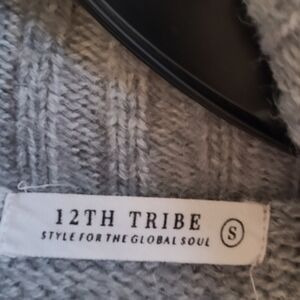 12TH TRIBE
STYLE FOR THE GLOBAL SOUL
S